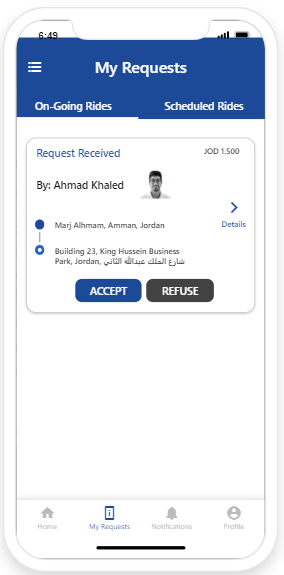 6:49
My Requests
On-Going Rides
Scheduled Rides
Request Received
JOD 1.500
By: Ahmad Khaled
Marj Alhmam, Amman, Jordan
Details
Building 23, King Hussein Business
Park, Jordan, شارع الملك عبدالله الثاني
ACCEPT
REFUSE
Home
My Requests
Notifications
Profile